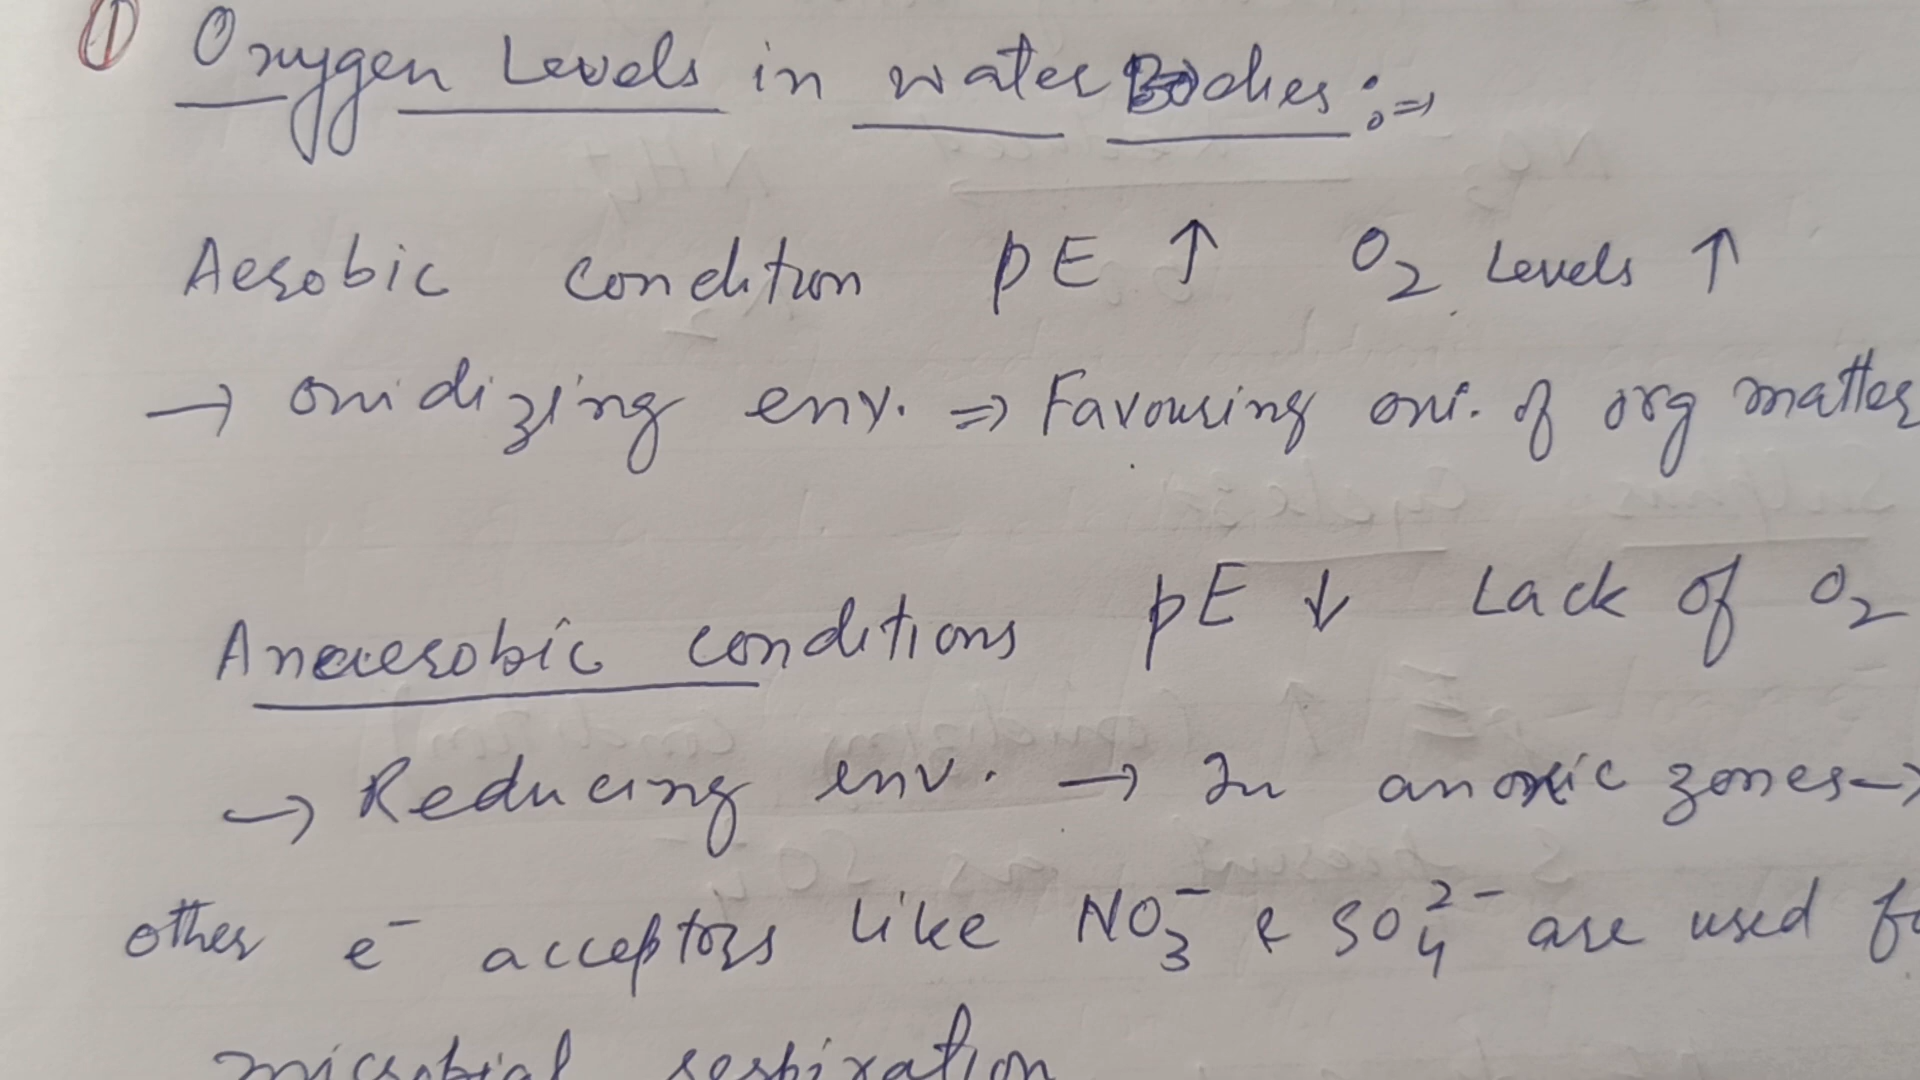 ① Oxygen Levels in water Bodies :⇒
Aerobic condition pE ↑ O₂ Levels ↑
→ oxidizing env. ⇒ Favouring oxi. of org matter
Anaerobic conditions pE ↓ Lack of O₂
→ Reducing env. → In anoxic zones →
other e⁻ acceptors like NO₃⁻ & SO₄²⁻ are used fo
microbial respiration